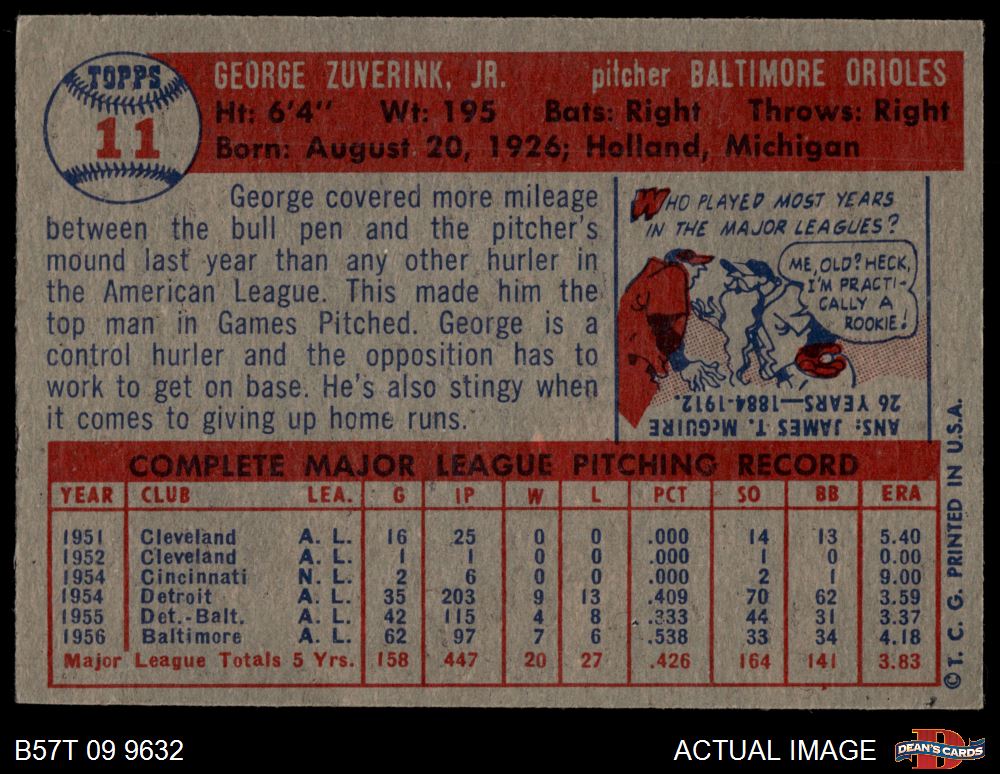 TOPPS
11
GEORGE ZUVERINK, JR. pitcher BALTIMORE ORIOLES
Ht: 6'4" Wt: 195 Bats: Right Throws: Right
Born: August 20, 1926; Holland, Michigan
George covered more mileage
between the bull pen and the pitcher's
mound last year than any other hurler in
the American League. This made him the
top man in Games Pitched. George is a
control hurler and the opposition has to
work to get on base. He's also stingy when
it comes to giving up home runs.
WHO PLAYED MOST YEARS
IN THE MAJOR LEAGUES?
ME, OLD? HECK,
I'M PRACTI-
CALLY A
ROOKIE!
ANS: JAMES T. McGUIRE
26 YEARS—1884-1912.
COMPLETE MAJOR LEAGUE PITCHING RECORD
YEAR CLUB LEA. G IP W L PCT SO BB ERA
1951 Cleveland A. L. 16 25 0 0 .000 14 13 5.40
1952 Cleveland A. L. 1 1 0 0 .000 1 0 0.00
1954 Cincinnati N. L. 2 6 0 0 .000 2 1 9.00
1954 Detroit A. L. 35 203 9 13 .409 70 62 3.59
1955 Det.-Balt. A. L. 42 115 4 8 .333 44 31 3.37
1956 Baltimore A. L. 62 97 7 6 .538 33 34 4.18
Major League Totals 5 Yrs. 158 447 20 27 .426 164 141 3.83
© T. C. G. PRINTED IN U.S.A.
B57T 09 9632
ACTUAL IMAGE
DEAN'S CARDS